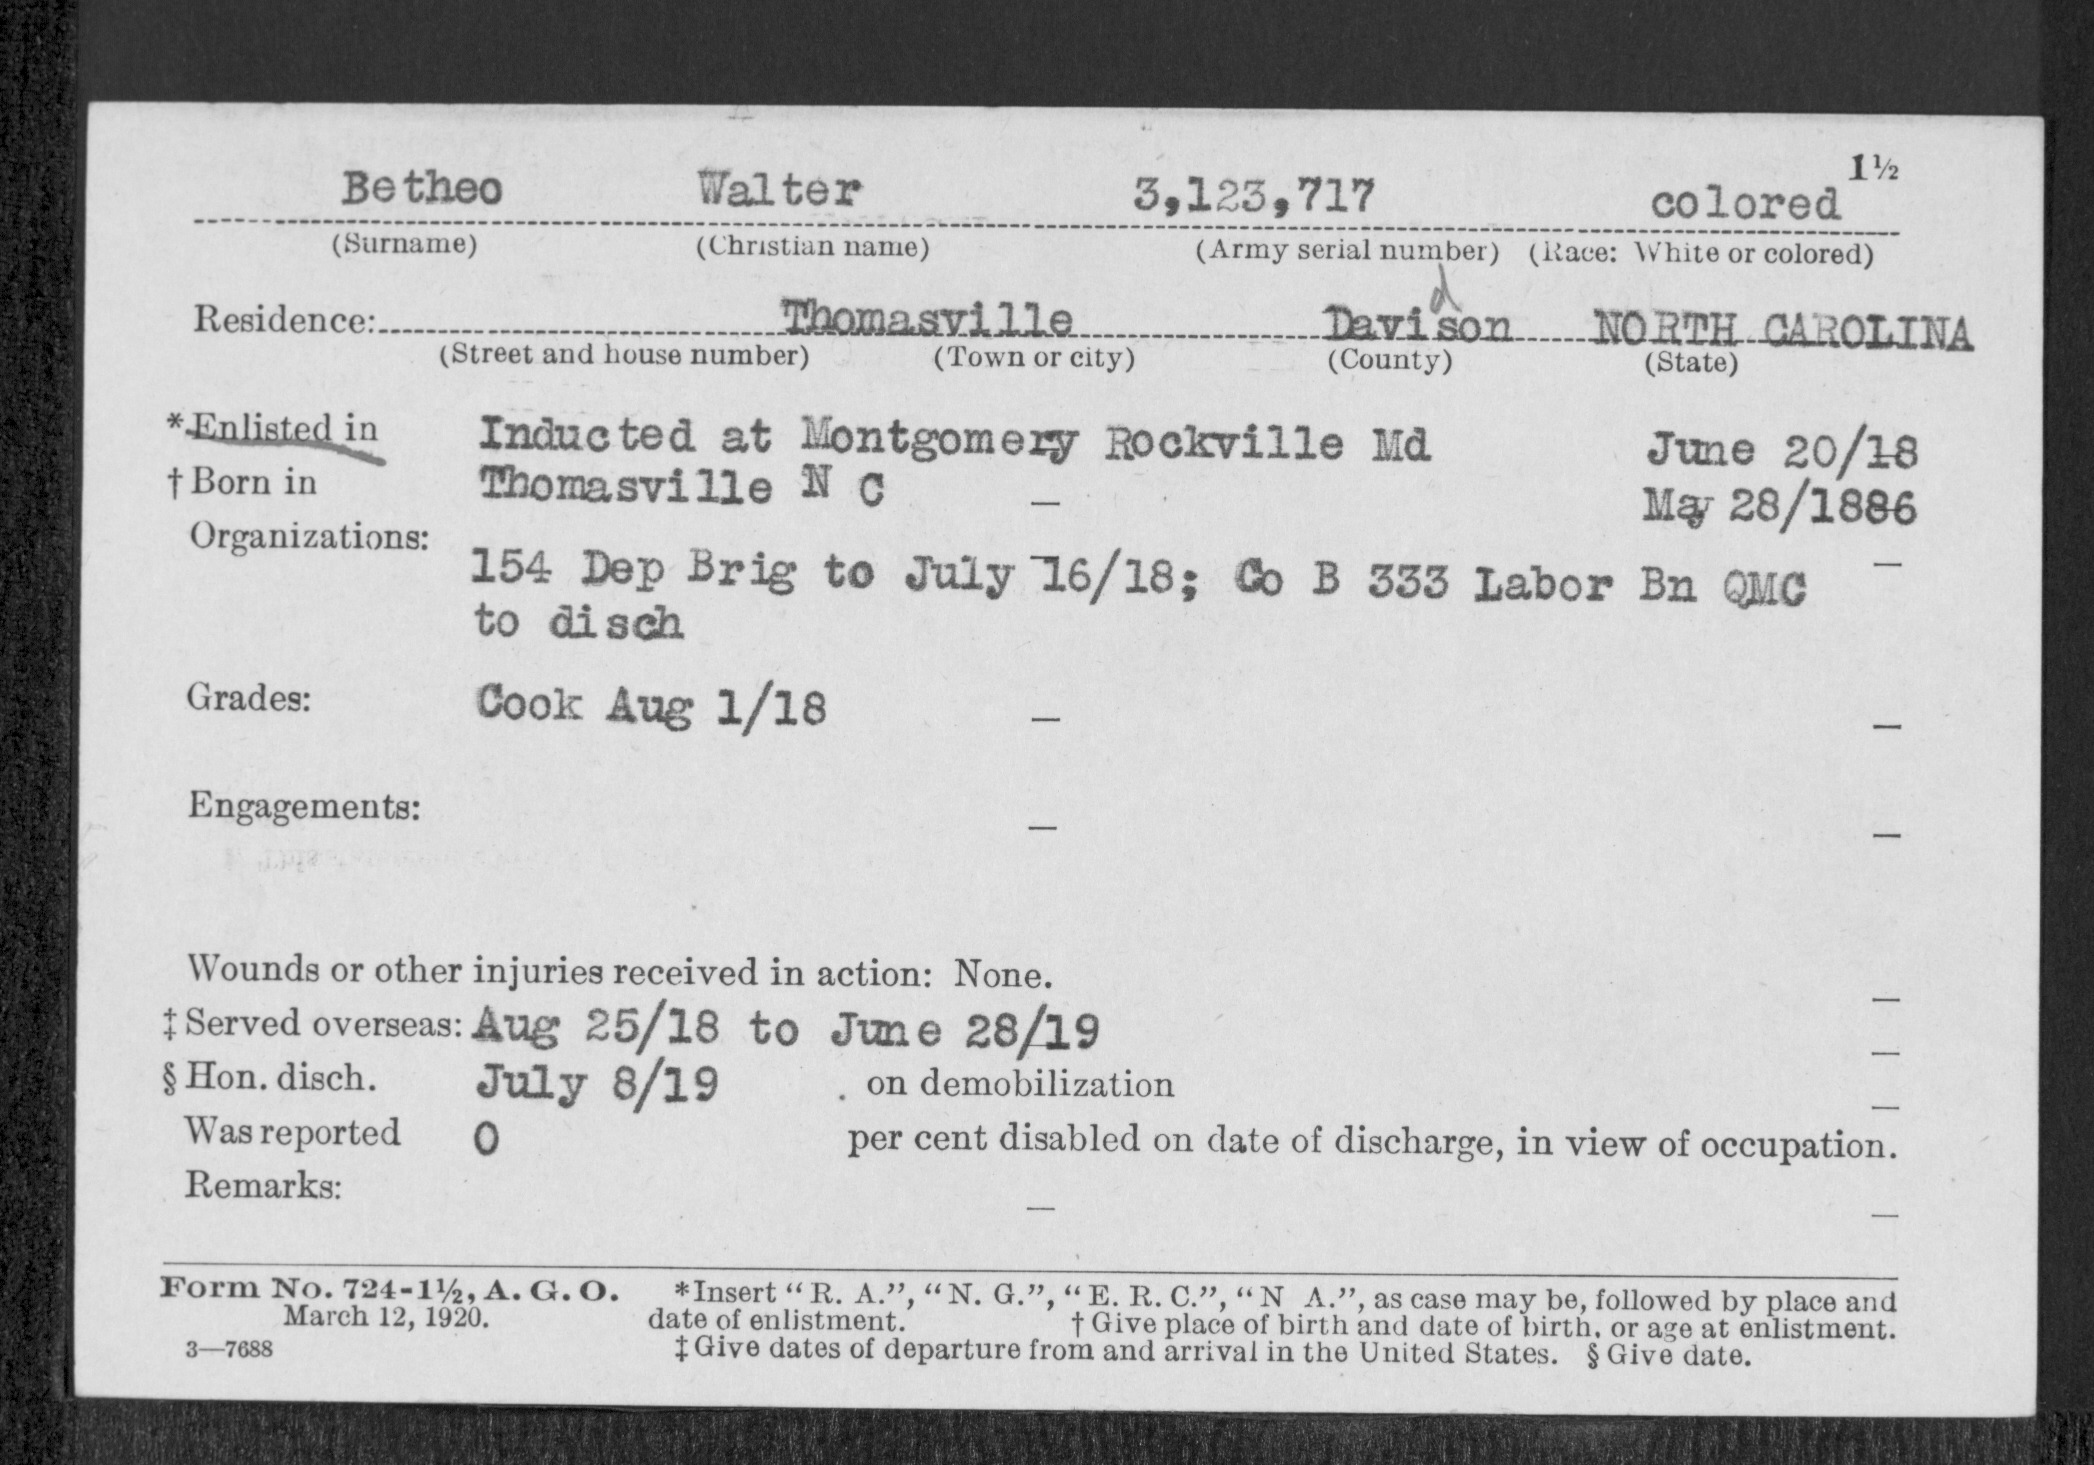 1½
Betheo Walter 3,123,717 colored
(Surname) (Christian name) (Army serial number) (Race: White or colored)
d
Residence: Thomasville Davison NORTH CAROLINA
(Street and house number) (Town or city) (County) (State)
*Enlisted in Inducted at Montgomery Rockville Md June 20/18
† Born in Thomasville N C – May 28/1886
Organizations:
154 Dep Brig to July 16/18; Co B 333 Labor Bn QMC
to disch
Grades: Cook Aug 1/18 – –
Engagements: – –
Wounds or other injuries received in action: None. –
‡ Served overseas: Aug 25/18 to June 28/19 –
§ Hon. disch. July 8/19 . on demobilization –
Was reported 0 per cent disabled on date of discharge, in view of occupation.
Remarks: – –
Form No. 724-1½, A. G. O. *Insert “R. A.”, “N. G.”, “E. R. C.”, “N A.”, as case may be, followed by place and
March 12, 1920. date of enlistment. † Give place of birth and date of birth, or age at enlistment.
3—7688 ‡ Give dates of departure from and arrival in the United States. § Give date.